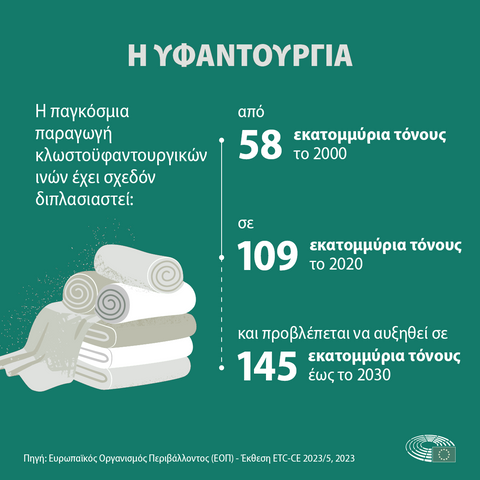 Η ΥΦΑΝΤΟΥΡΓΙΑ
Η παγκόσμια
παραγωγή
κλωστοϋφαντουργικών
ινών έχει σχεδόν
διπλασιαστεί:
από
58 εκατομμύρια τόνους
το 2000
σε
109 εκατομμύρια τόνους
το 2020
και προβλέπεται να αυξηθεί σε
145 εκατομμύρια τόνους
έως το 2030
Πηγή: Ευρωπαϊκός Οργανισμός Περιβάλλοντος (ΕΟΠ) - Έκθεση ETC-CE 2023/5, 2023